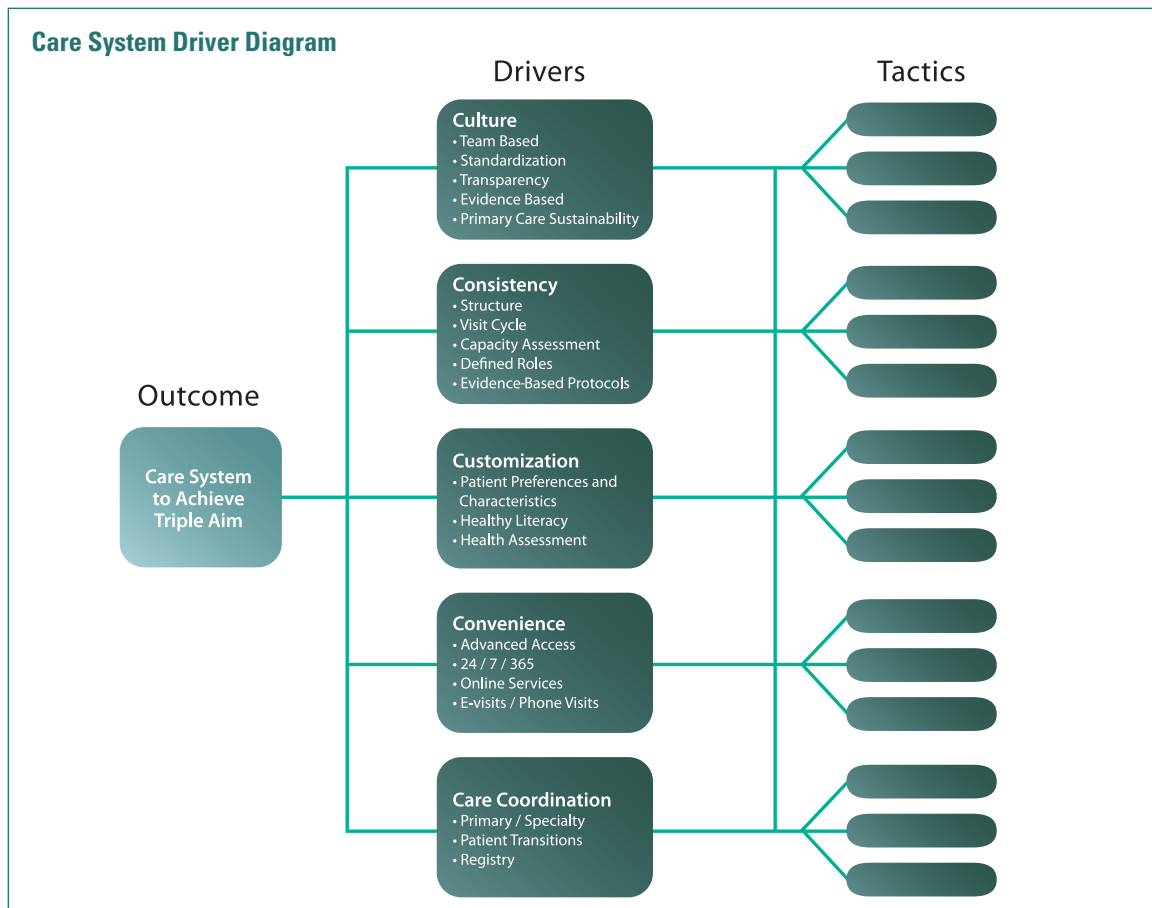 Care System Driver Diagram
Drivers
Tactics
Culture
• Team Based
• Standardization
• Transparency
• Evidence Based
• Primary Care Sustainability
Consistency
• Structure
• Visit Cycle
• Capacity Assessment
• Defined Roles
• Evidence-Based Protocols
Outcome
Care System
to Achieve
Triple Aim
Customization
• Patient Preferences and
Characteristics
• Healthy Literacy
• Health Assessment
Convenience
• Advanced Access
• 24 / 7 / 365
• Online Services
• E-visits / Phone Visits
Care Coordination
• Primary / Specialty
• Patient Transitions
• Registry